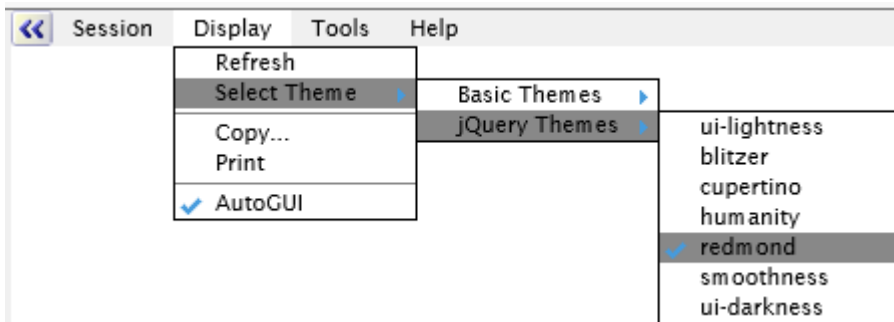 Session Display Tools Help
Refresh
Select Theme
Copy...
Print
AutoGUI
Basic Themes
jQuery Themes
ui-lightness
blitzer
cupertino
humanity
redmond
smoothness
ui-darkness